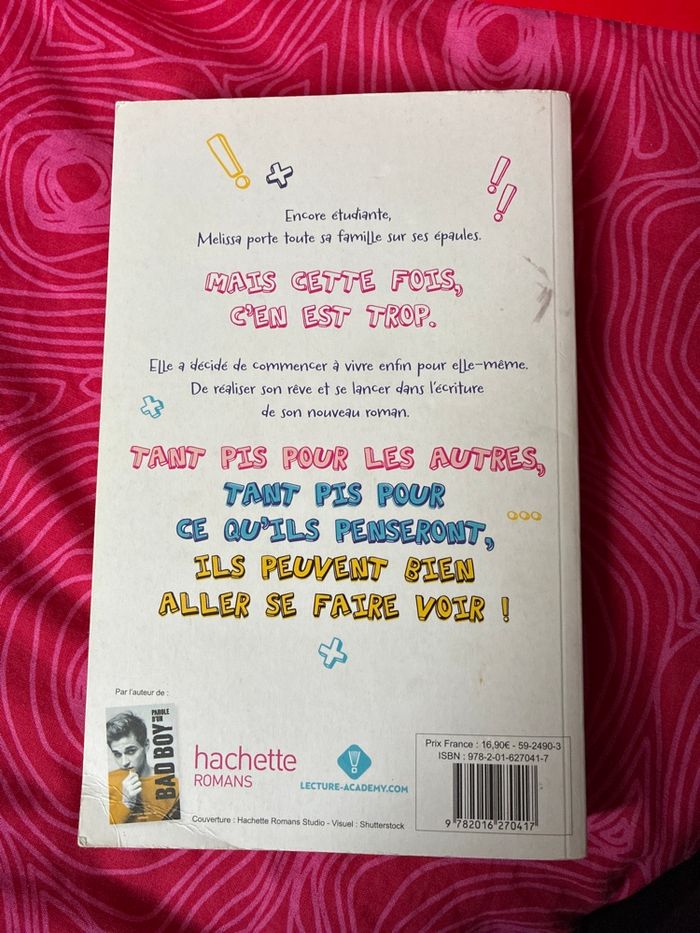 Encore étudiante,
Melissa porte toute sa famille sur ses épaules.
MAIS CETTE FOIS,
C'EN EST TROP.
Elle a décidé de commencer à vivre enfin pour elle-même.
De réaliser son rêve et se lancer dans l'écriture
de son nouveau roman.
TANT PIS POUR LES AUTRES,
TANT PIS POUR
CE QU'ILS PENSERONT,
ILS PEUVENT BIEN
ALLER SE FAIRE VOIR !
Par l'auteur de :
PAROLE D'UN
BAD BOY
hachette
ROMANS
LECTURE-ACADEMY.COM
Couverture : Hachette Romans Studio - Visuel : Shutterstock
Prix France : 16,90€ - 59-2490-3
ISBN : 978-2-01-627041-7
9 782016 270417